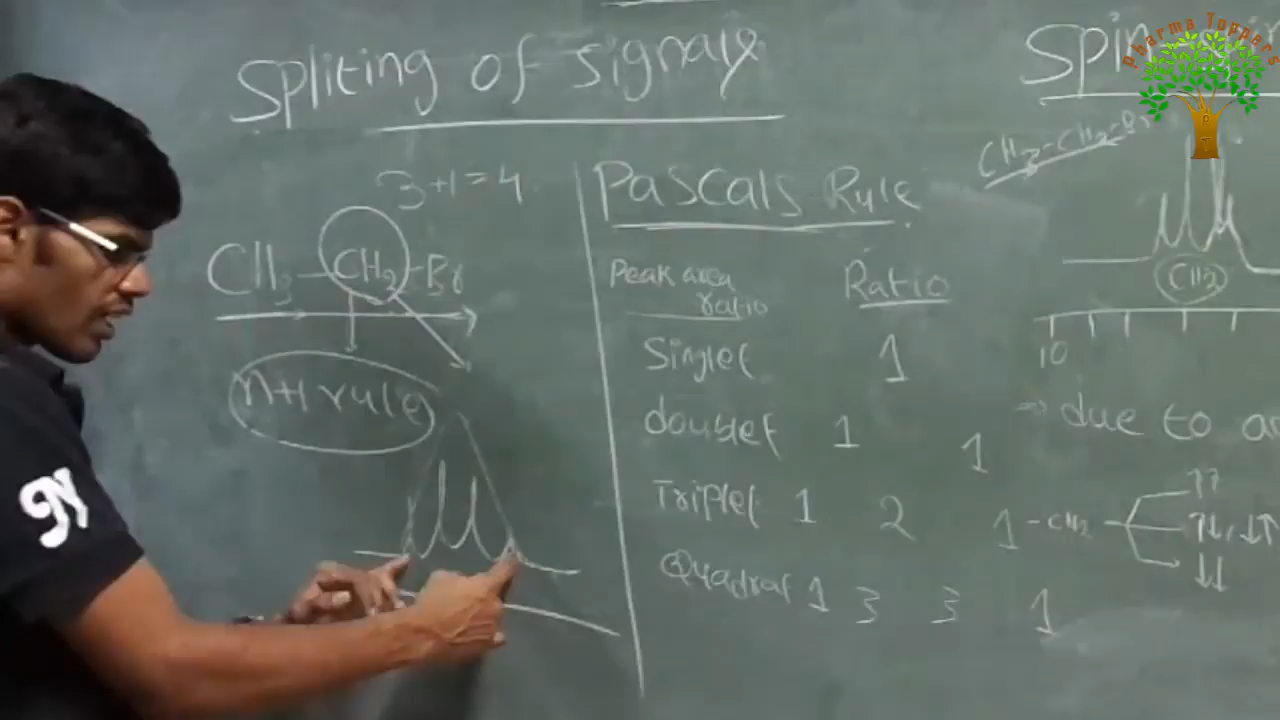 Spliting of Signals
3+1=4
CH3-CH2-Br
n+1 rule
Pascals Rule
Peak area ratio
Ratio
Singlet 1
doublet 1 1
Triplet 1 2 1
Quadrat 1 3 3 1
Spin
CH3-CH2-Br
CH2
10
⇒ due to
-CH2
↑↑
↑↓, ↓↑
↓↓
Pharma Toppers
PT
GN